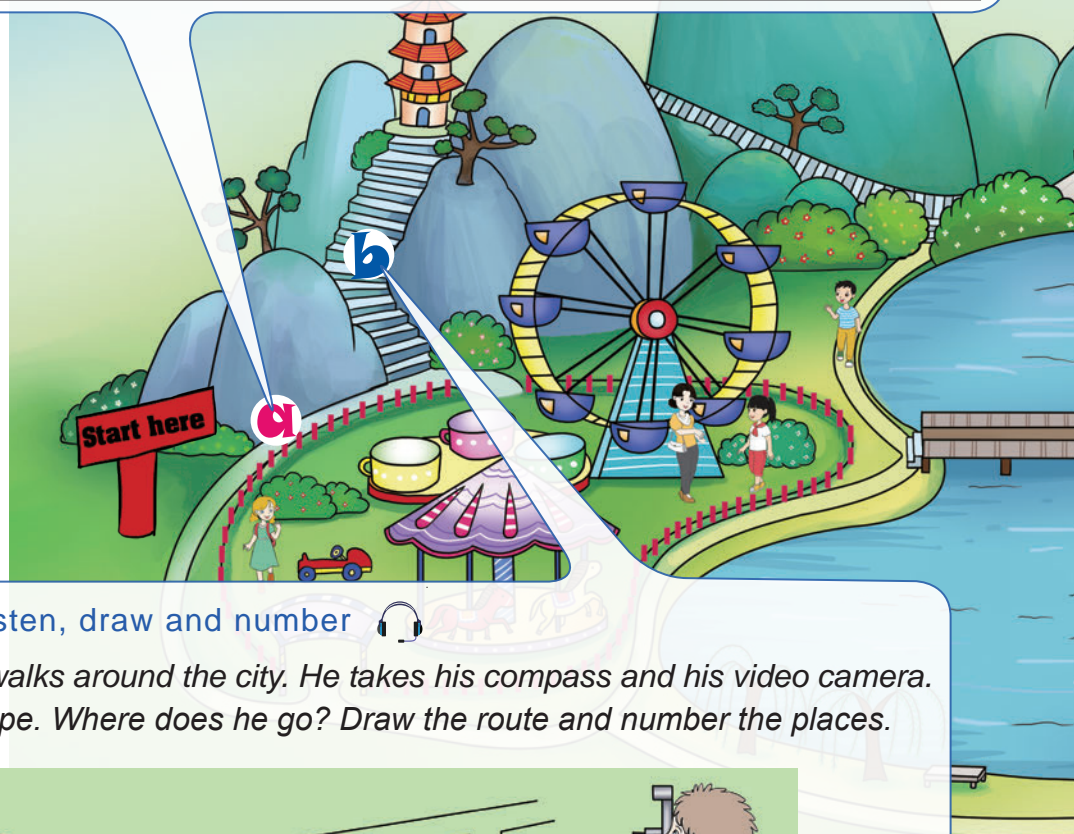 b
a
Start here
sten, draw and number
walks around the city. He takes his compass and his video camera.
pe. Where does he go? Draw the route and number the places.